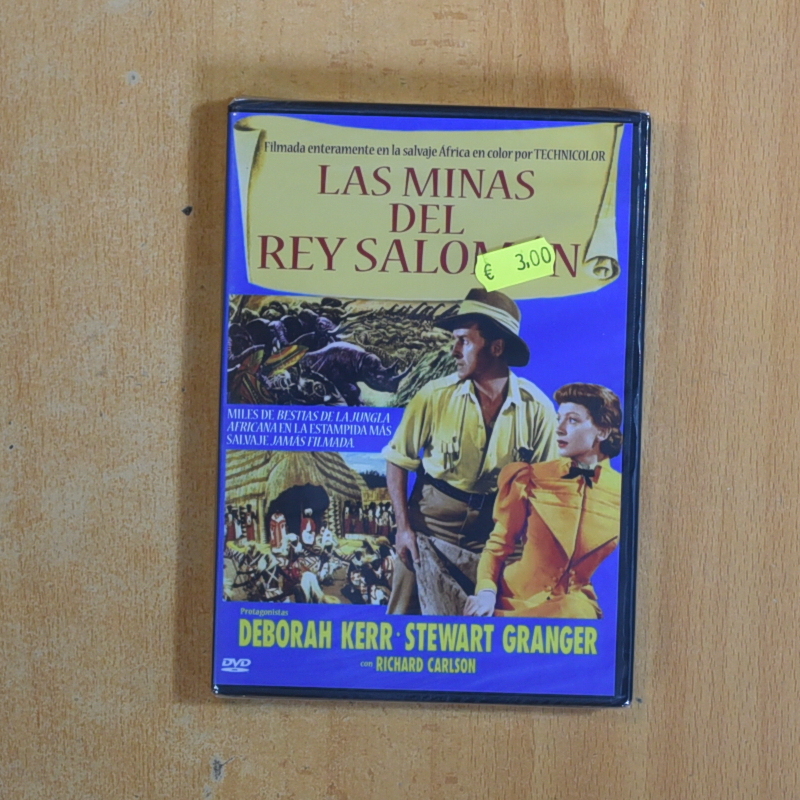 Filmada enteramente en la salvaje África en color por TECHNICOLOR
LAS MINAS
DEL
REY SALOMÓN
€ 3,00
MILES DE BESTIAS DE LA JUNGLA
AFRICANA EN LA ESTAMPIDA MÁS
SALVAJE JAMÁS FILMADA.
Protagonistas
DEBORAH KERR · STEWART GRANGER
con RICHARD CARLSON
DVD